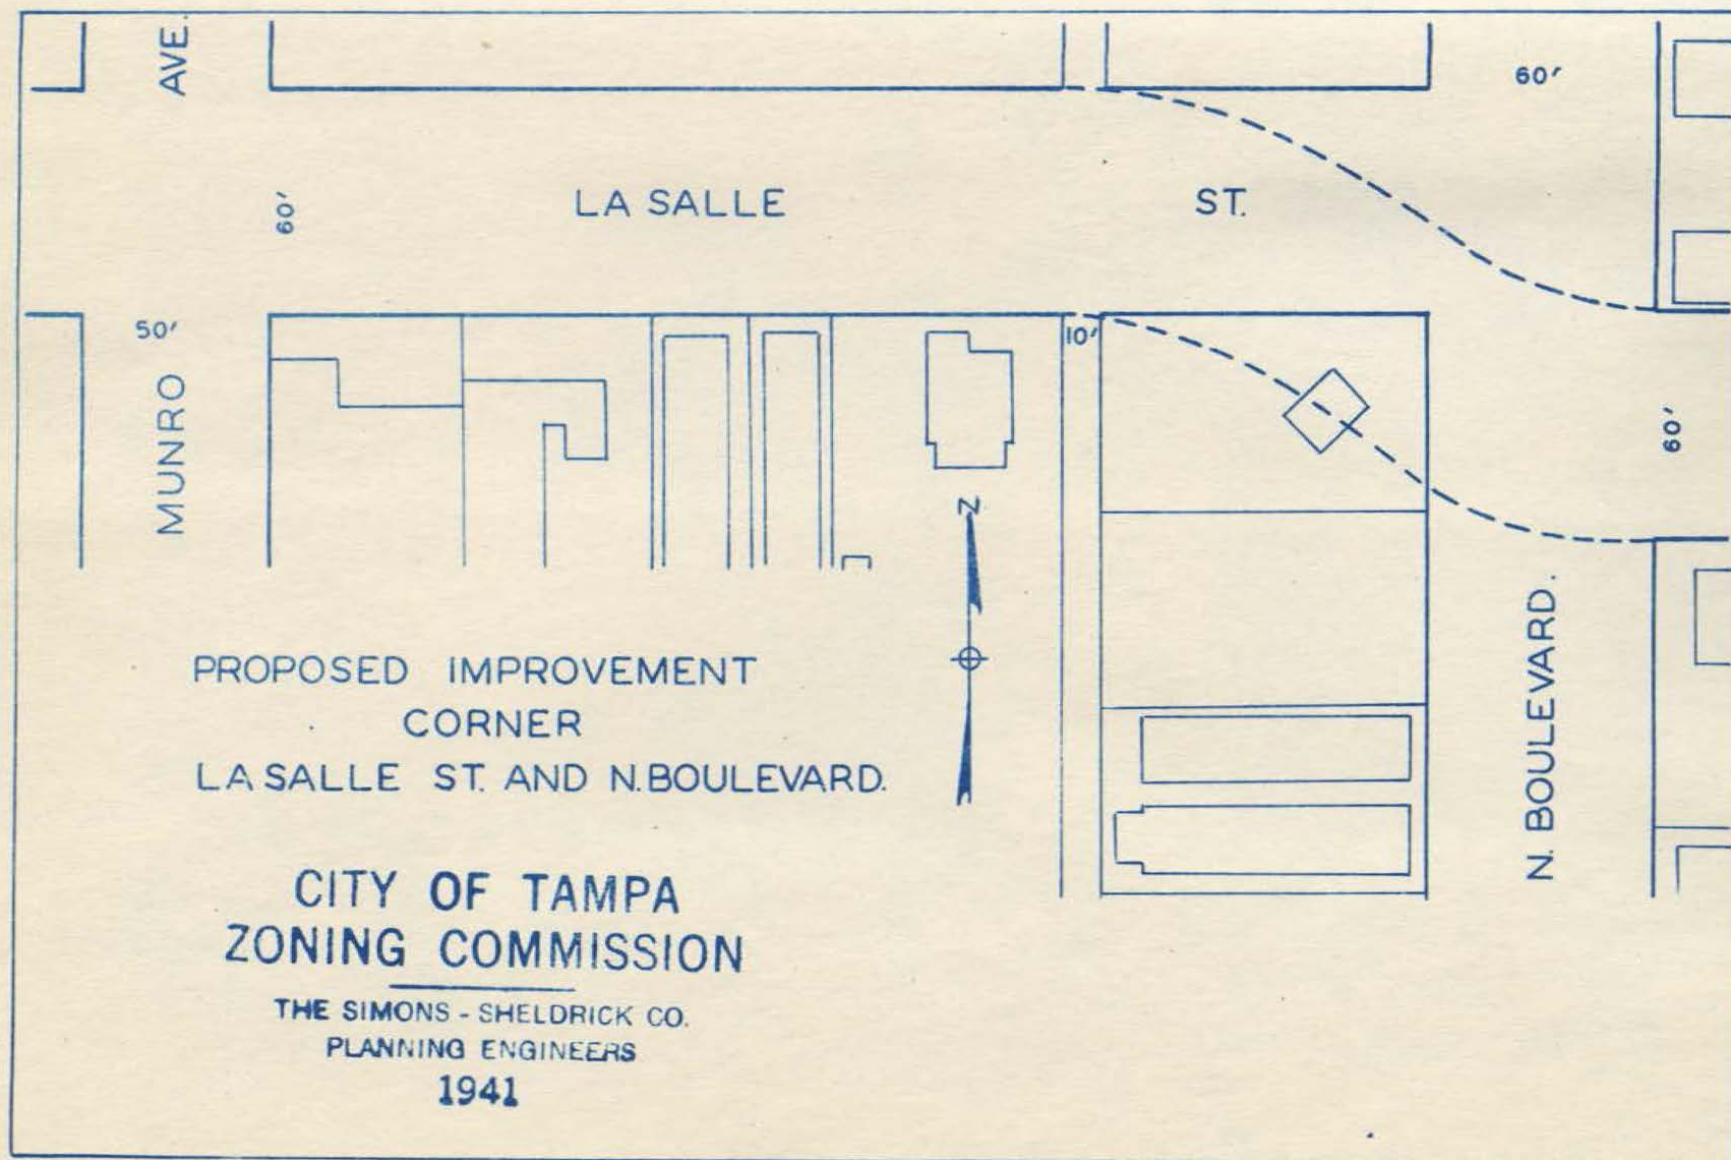 AVE.
60'
60'
LA SALLE ST.
50'
10'
MUNRO
60'
N
N. BOULEVARD.
PROPOSED IMPROVEMENT
CORNER
LA SALLE ST. AND N. BOULEVARD.
CITY OF TAMPA
ZONING COMMISSION
THE SIMONS - SHELDRICK CO.
PLANNING ENGINEERS
1941